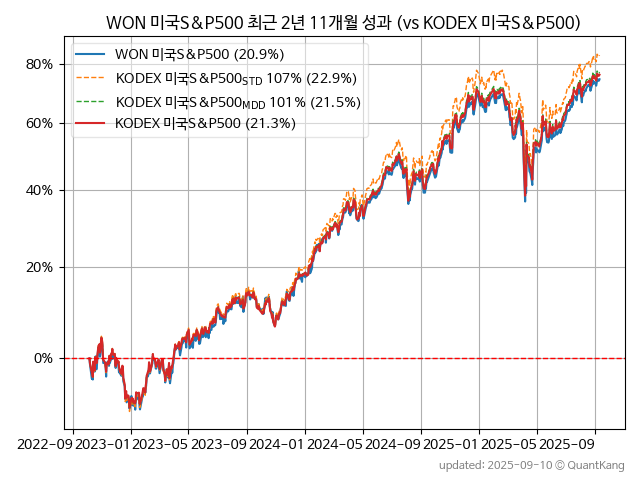 WON 미국S&P500 최근 2년 11개월 성과 (vs KODEX 미국S&P500)
WON 미국S&P500 (20.9%)
KODEX 미국S&P500STD 107% (22.9%)
KODEX 미국S&P500MDD 101% (21.5%)
KODEX 미국S&P500 (21.3%)
80%
60%
40%
20%
0%
2022-09 2023-01 2023-05 2023-09 2024-01 2024-05 2024-09 2025-01 2025-05 2025-09
updated: 2025-09-10 © QuantKang